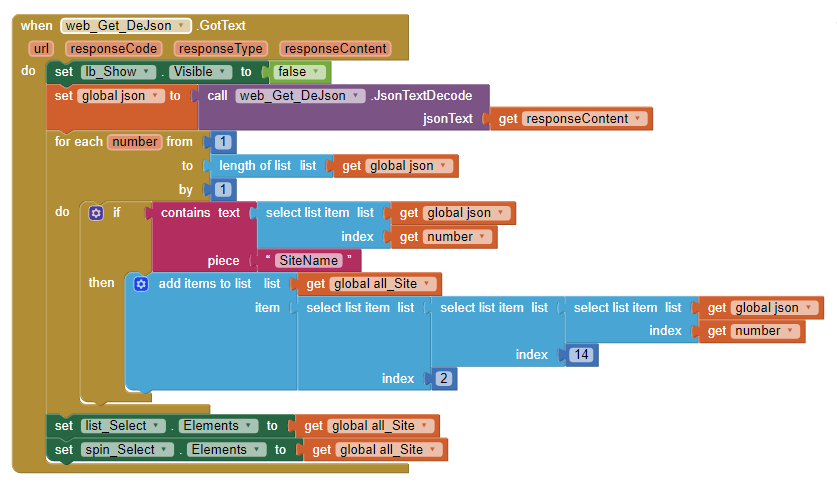 when web_Get_DeJson .GotText
url responseCode responseType responseContent
do set lb_Show . Visible to false
set global json to call web_Get_DeJson .JsonTextDecode
jsonText get responseContent
for each number from 1
to length of list list get global json
by 1
do if contains text select list item list get global json
index get number
piece " SiteName "
then add items to list list get global all_Site
item select list item list select list item list select list item list get global json
index get number
index 14
index 2
set list_Select . Elements to get global all_Site
set spin_Select . Elements to get global all_Site